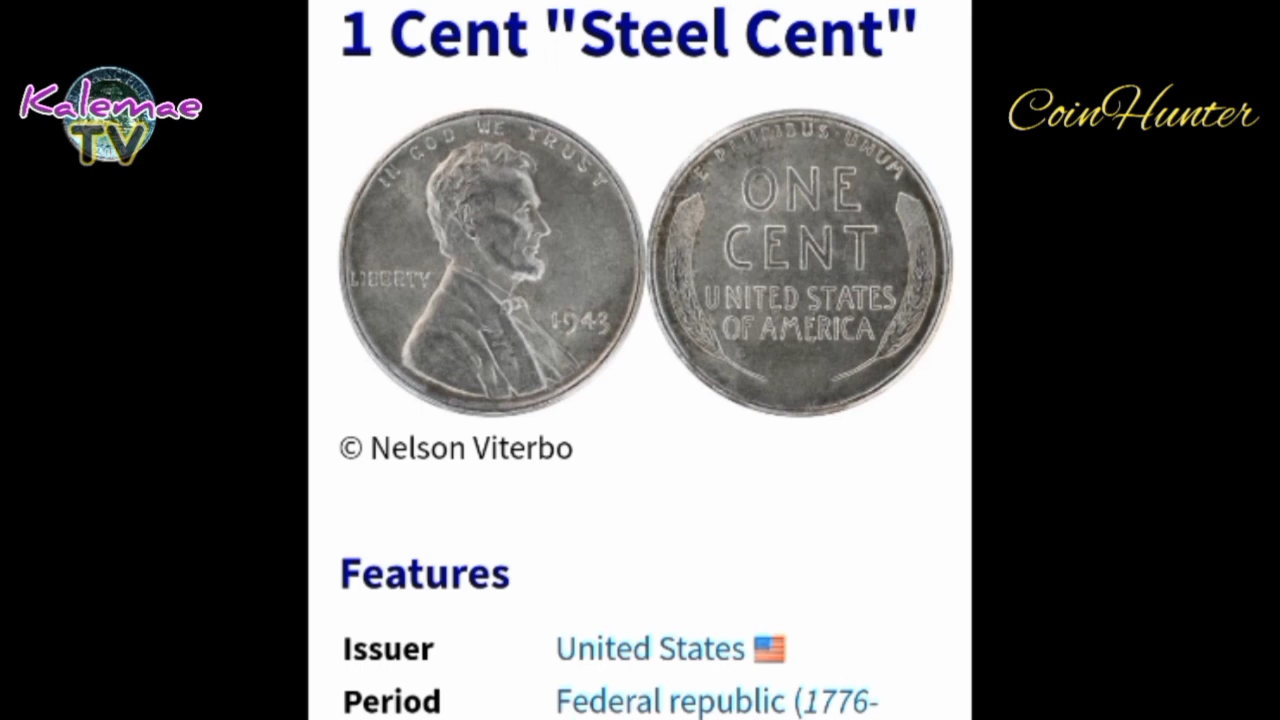 1 Cent "Steel Cent"
Kalemae
TV
CoinHunter
IN GOD WE TRUST
LIBERTY
1943
E PLURIBUS UNUM
ONE
CENT
UNITED STATES
OF AMERICA
© Nelson Viterbo
Features
Issuer United States
Period Federal republic (1776-